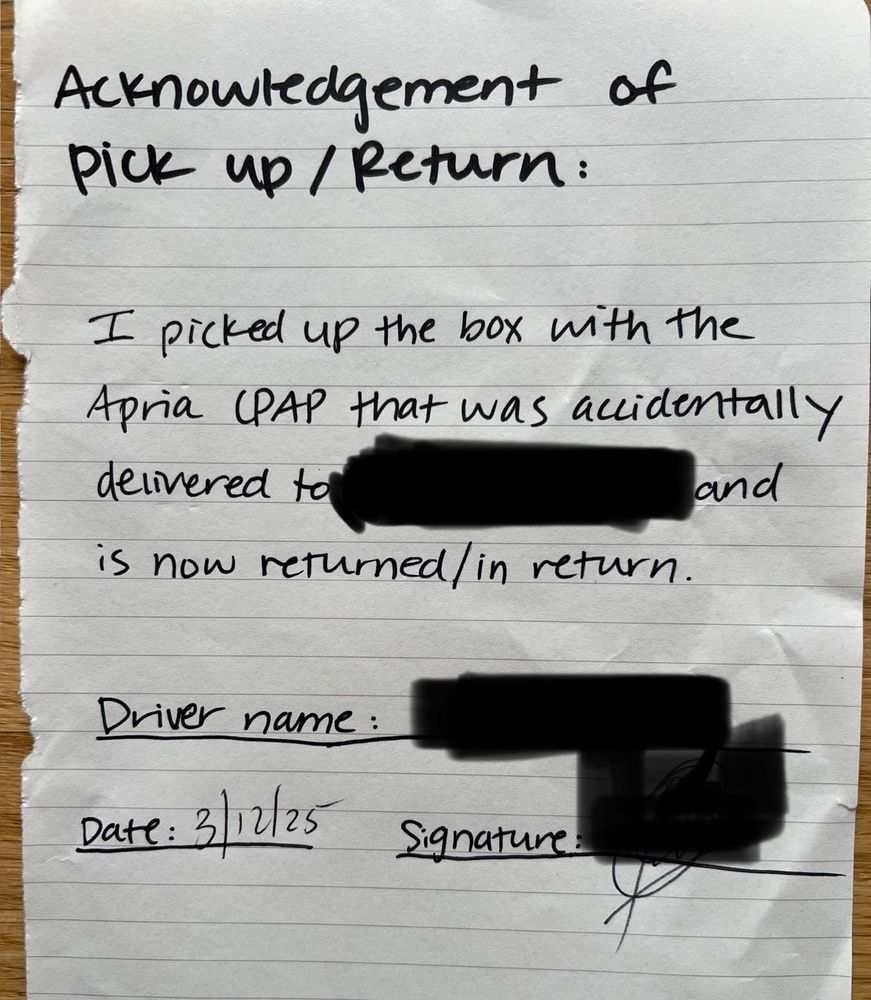 Acknowledgement of
Pick up/Return:
I picked up the box with the
Apria CPAP that was accidentally
delivered to and
is now returned/in return.
Driver name:
Date: 3/12/25 Signature: